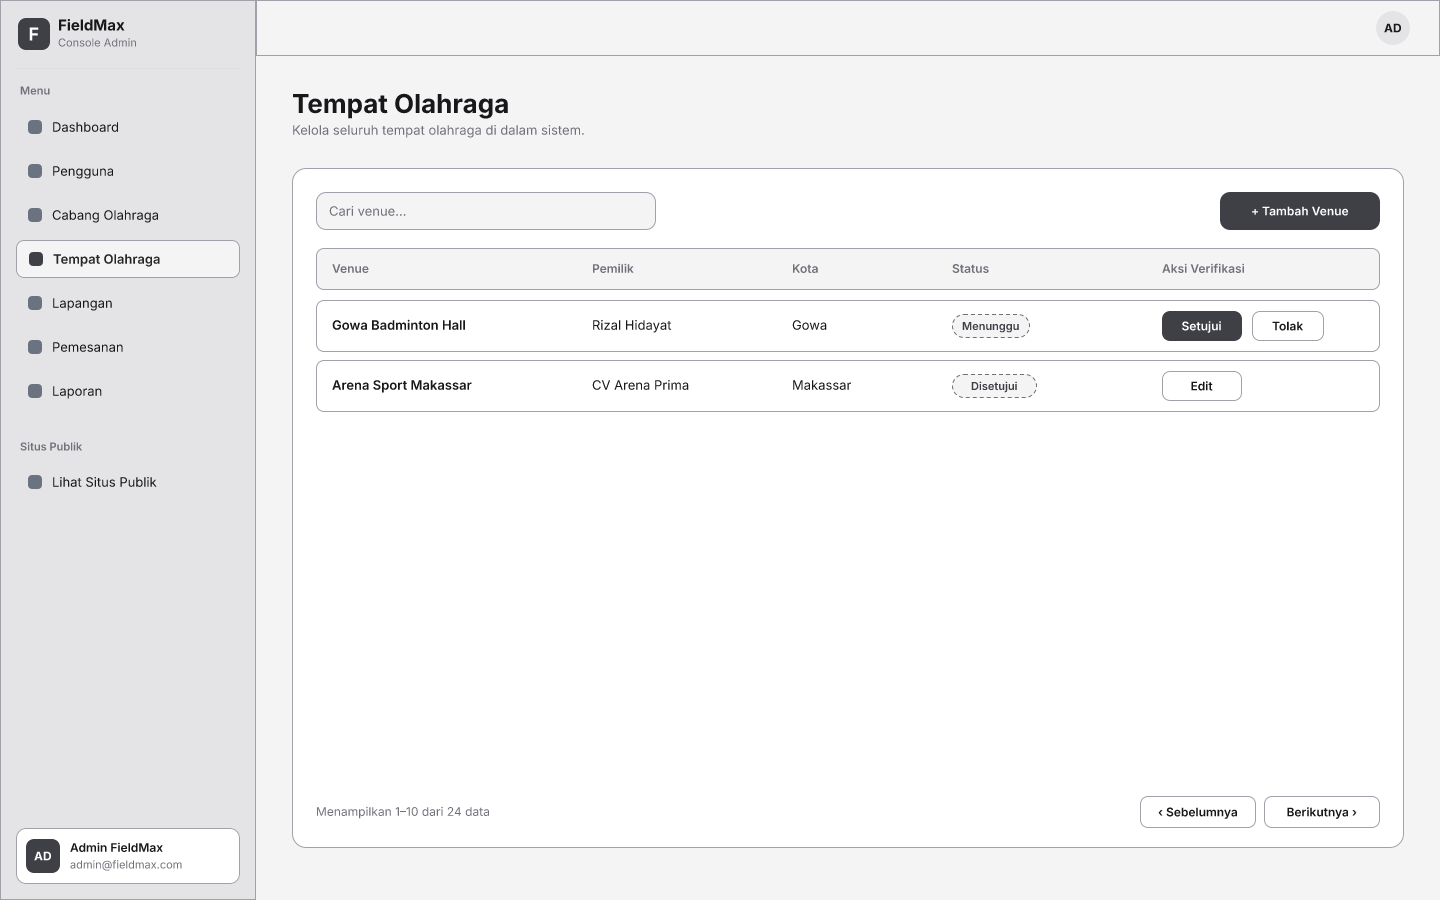 F
FieldMax
Console Admin
AD
Menu
Dashboard
Pengguna
Cabang Olahraga
Tempat Olahraga
Lapangan
Pemesanan
Laporan
Situs Publik
Lihat Situs Publik
AD
Admin FieldMax
admin@fieldmax.com
Tempat Olahraga
Kelola seluruh tempat olahraga di dalam sistem.
Cari venue...
+ Tambah Venue
Venue Pemilik Kota Status Aksi Verifikasi
Gowa Badminton Hall Rizal Hidayat Gowa Menunggu Setujui Tolak
Arena Sport Makassar CV Arena Prima Makassar Disetujui Edit
Menampilkan 1–10 dari 24 data
‹ Sebelumnya Berikutnya ›